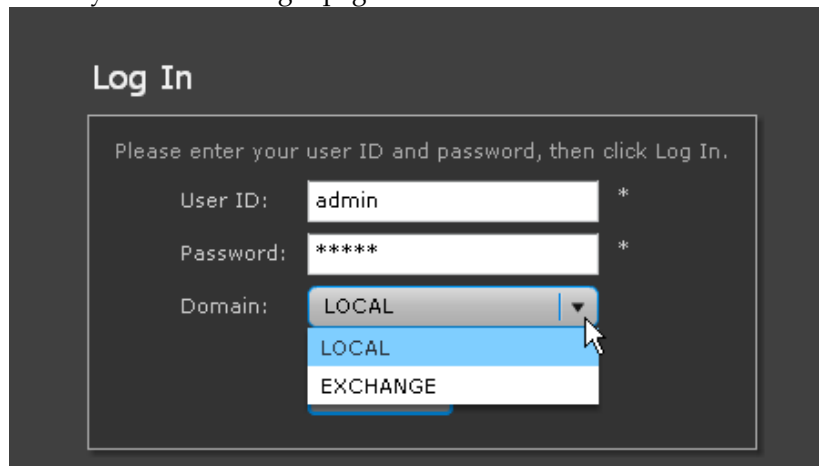 Log In
Please enter your user ID and password, then click Log In.
User ID: admin *
Password: ***** *
Domain: LOCAL
LOCAL
EXCHANGE